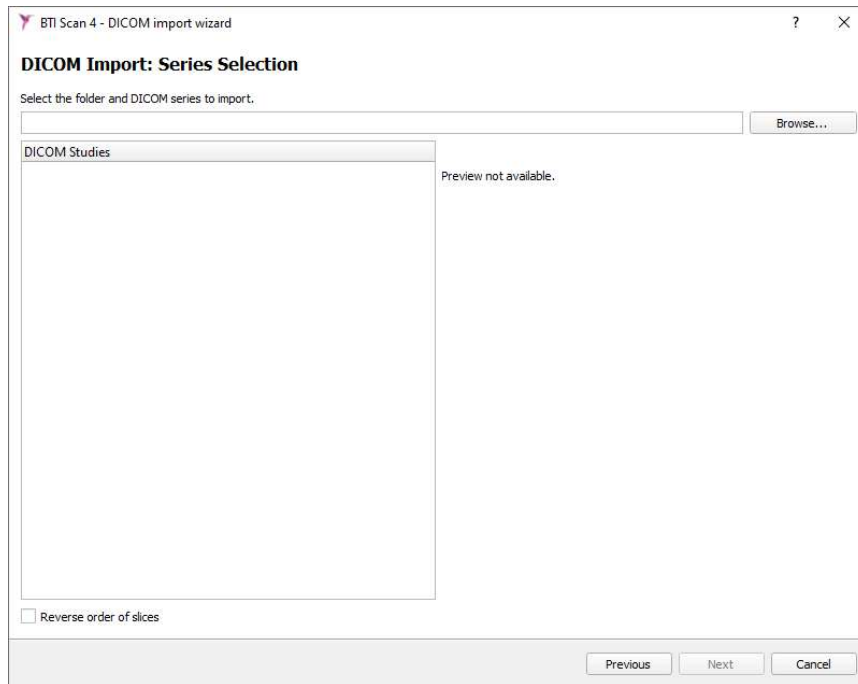 BTI Scan 4 - DICOM import wizard
?
DICOM Import: Series Selection
Select the folder and DICOM series to import.
Browse...
DICOM Studies
Preview not available.
Reverse order of slices
Previous
Next
Cancel